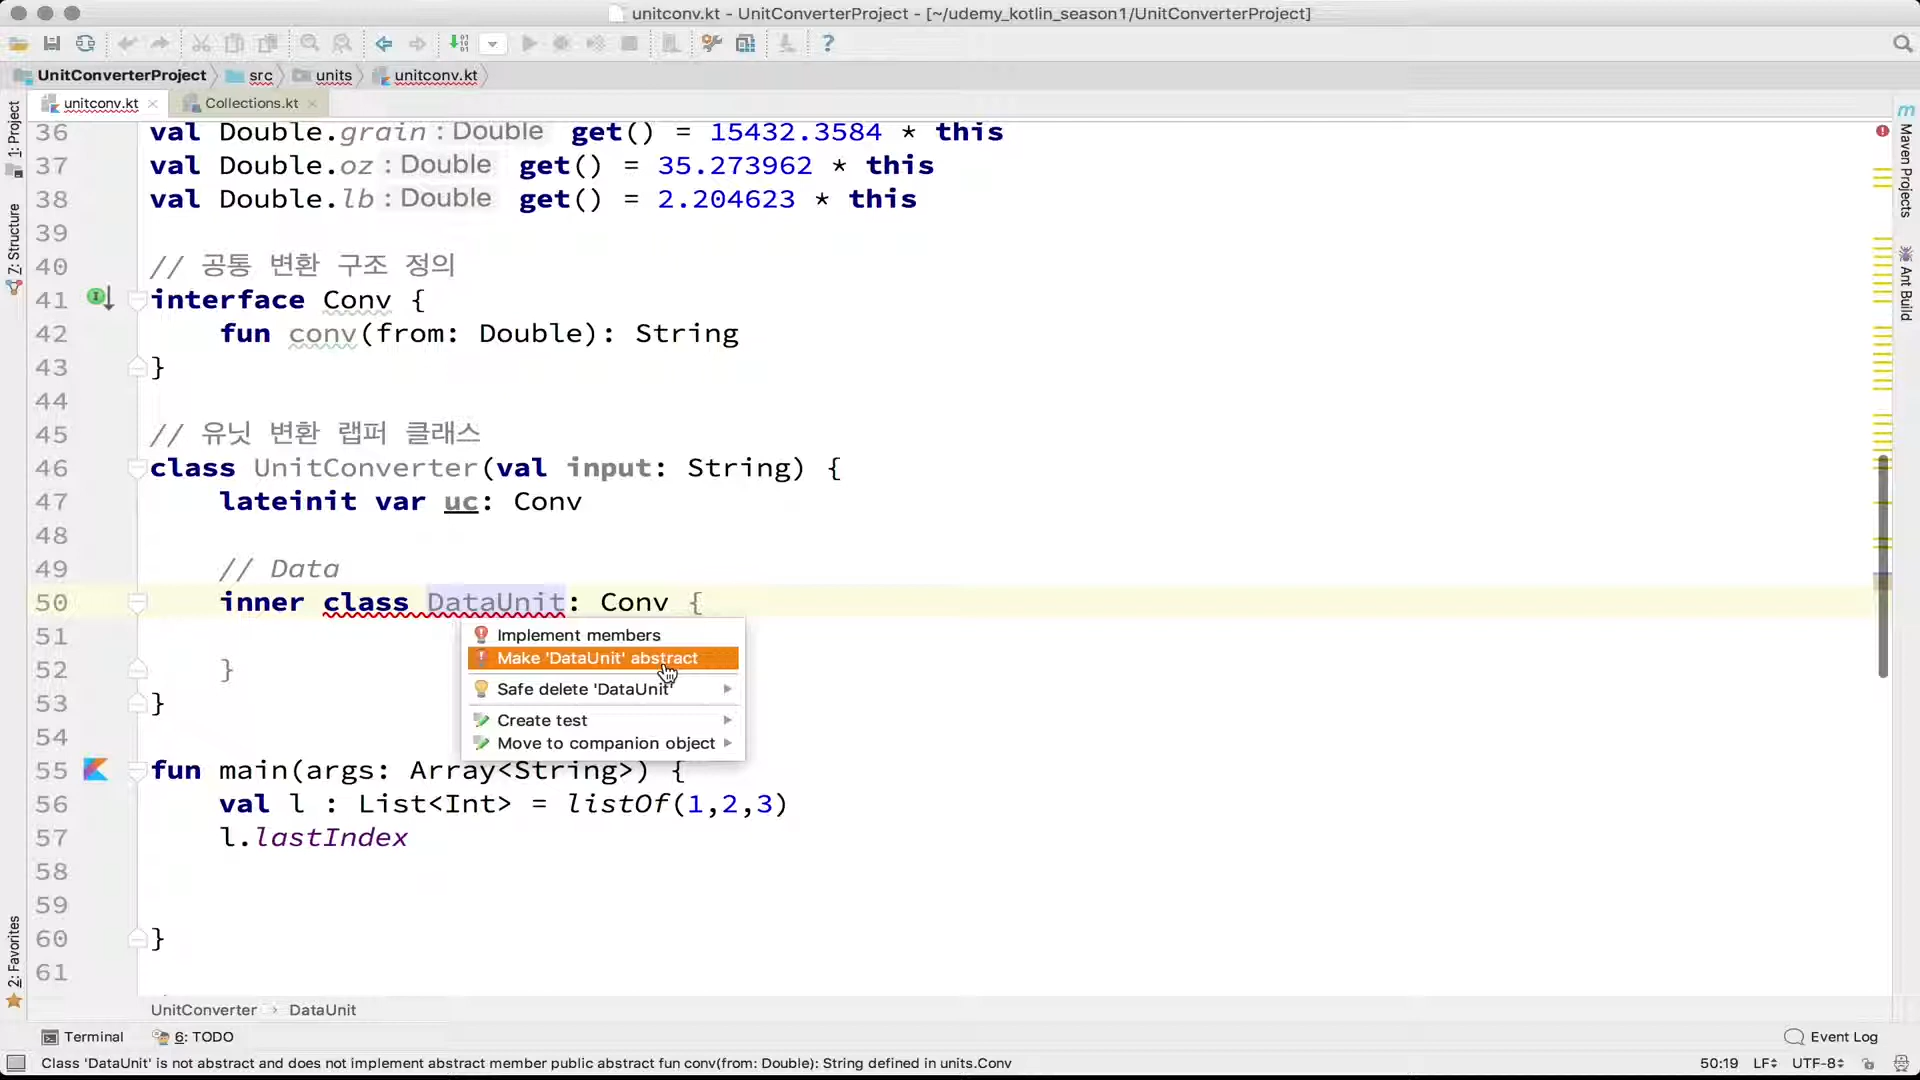 unitconv.kt - UnitConverterProject - [~/udemy_kotlin_season1/UnitConverterProject]
UnitConverterProject src units unitconv.kt
unitconv.kt Collections.kt
1: Project
7: Structure
2: Favorites
36 val Double.grain : Double get() = 15432.3584 * this
37 val Double.oz : Double get() = 35.273962 * this
38 val Double.lb : Double get() = 2.204623 * this
39
40 // 공통 변환 구조 정의
41 interface Conv {
42 fun conv(from: Double): String
43 }
44
45 // 유닛 변환 랩퍼 클래스
46 class UnitConverter(val input: String) {
47 lateinit var uc: Conv
48
49 // Data
50 inner class DataUnit: Conv {
51
52 }
53 }
54
55 fun main(args: Array<String>) {
56 val l : List<Int> = listOf(1,2,3)
57 l.lastIndex
58
59
60 }
61
Implement members
Make 'DataUnit' abstract
Safe delete 'DataUnit'
Create test
Move to companion object
m Maven Projects
Ant Build
UnitConverter DataUnit
Terminal 6: TODO Event Log
Class 'DataUnit' is not abstract and does not implement abstract member public abstract fun conv(from: Double): String defined in units.Conv 50:19 LF UTF-8